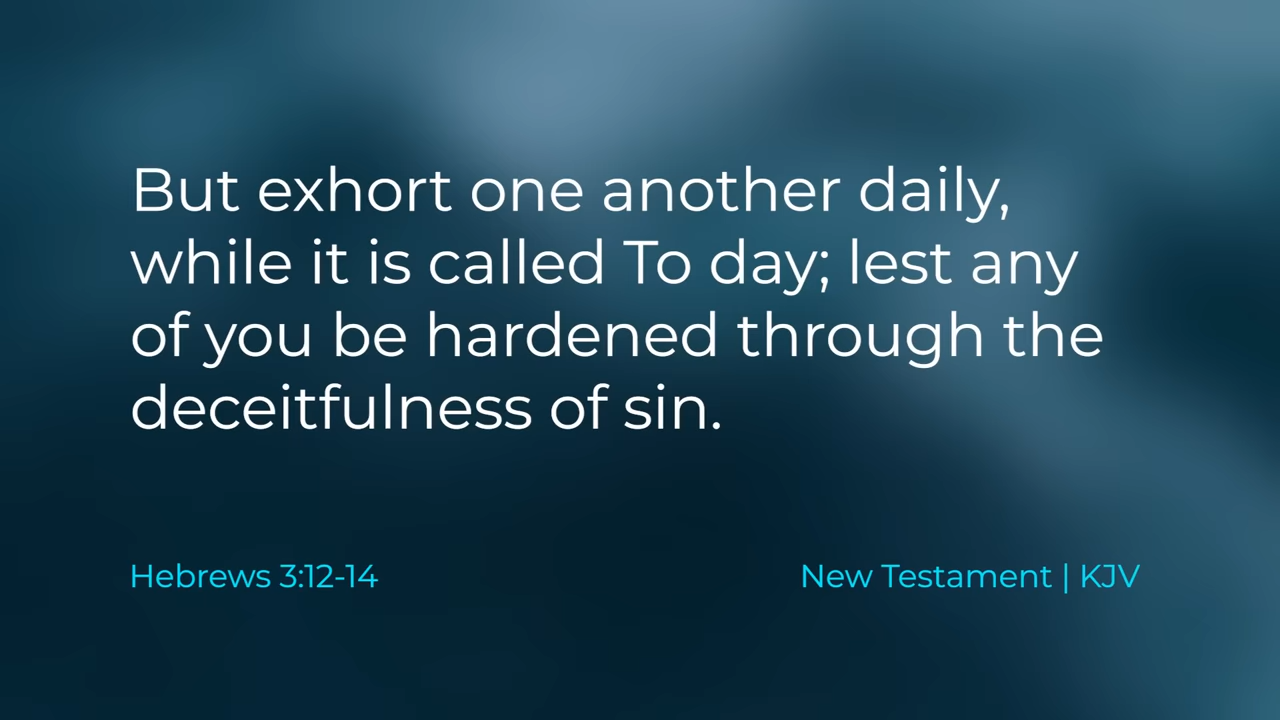 But exhort one another daily,
while it is called To day; lest any
of you be hardened through the
deceitfulness of sin.
Hebrews 3:12-14
New Testament | KJV